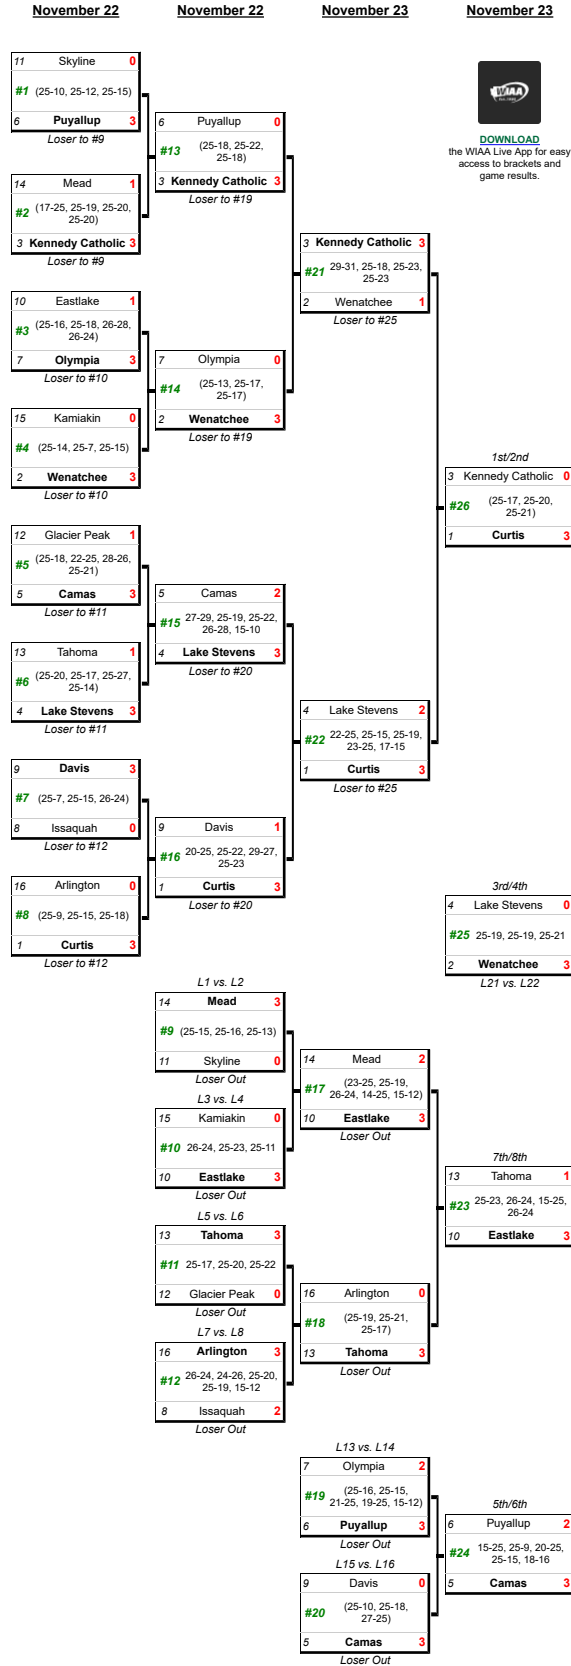 November 22
November 22
November 23
November 23
11 Skyline 0
#1 (25-10, 25-12, 25-15)
6 Puyallup 3
Loser to #9
14 Mead 1
#2 (17-25, 25-19, 25-20,
25-20)
3 Kennedy Catholic 3
Loser to #9
10 Eastlake 1
#3 (25-16, 25-18, 26-28,
26-24)
7 Olympia 3
Loser to #10
15 Kamiakin 0
#4 (25-14, 25-7, 25-15)
2 Wenatchee 3
Loser to #10
12 Glacier Peak 1
#5 (25-18, 22-25, 28-26,
25-21)
5 Camas 3
Loser to #11
13 Tahoma 1
#6 (25-20, 25-17, 25-27,
25-14)
4 Lake Stevens 3
Loser to #11
9 Davis 3
#7 (25-7, 25-15, 26-24)
8 Issaquah 0
Loser to #12
16 Arlington 0
#8 (25-9, 25-15, 25-18)
1 Curtis 3
Loser to #12
6 Puyallup 0
#13 (25-18, 25-22,
25-18)
3 Kennedy Catholic 3
Loser to #19
7 Olympia 0
#14 (25-13, 25-17,
25-17)
2 Wenatchee 3
Loser to #19
5 Camas 2
#15 27-29, 25-19, 25-22,
26-28, 15-10
4 Lake Stevens 3
Loser to #20
9 Davis 1
#16 20-25, 25-22, 29-27,
25-23
1 Curtis 3
Loser to #20
L1 vs. L2
14 Mead 3
#9 (25-15, 25-16, 25-13)
11 Skyline 0
Loser Out
L3 vs. L4
15 Kamiakin 0
#10 26-24, 25-23, 25-11
10 Eastlake 3
Loser Out
L5 vs. L6
13 Tahoma 3
#11 25-17, 25-20, 25-22
12 Glacier Peak 0
Loser Out
L7 vs. L8
16 Arlington 3
#12 26-24, 24-26, 25-20,
25-19, 15-12
8 Issaquah 2
Loser Out
3 Kennedy Catholic 3
#21 29-31, 25-18, 25-23,
25-23
2 Wenatchee 1
Loser to #25
4 Lake Stevens 2
#22 22-25, 25-15, 25-19,
23-25, 17-15
1 Curtis 3
Loser to #25
14 Mead 2
#17 (23-25, 25-19,
26-24, 14-25, 15-12)
10 Eastlake 3
Loser Out
16 Arlington 0
#18 (25-19, 25-21,
25-17)
13 Tahoma 3
Loser Out
L13 vs. L14
7 Olympia 2
#19 (25-16, 25-15,
21-25, 19-25, 15-12)
6 Puyallup 3
Loser Out
L15 vs. L16
9 Davis 0
#20 (25-10, 25-18,
27-25)
5 Camas 3
Loser Out
WIAA
DOWNLOAD
the WIAA Live App for easy
access to brackets and
game results.
1st/2nd
3 Kennedy Catholic 0
#26 (25-17, 25-20,
25-21)
1 Curtis 3
3rd/4th
4 Lake Stevens 0
#25 25-19, 25-19, 25-21
2 Wenatchee 3
L21 vs. L22
7th/8th
13 Tahoma 1
#23 25-23, 26-24, 15-25,
26-24
10 Eastlake 3
5th/6th
6 Puyallup 2
#24 15-25, 25-9, 20-25,
25-15, 18-16
5 Camas 3